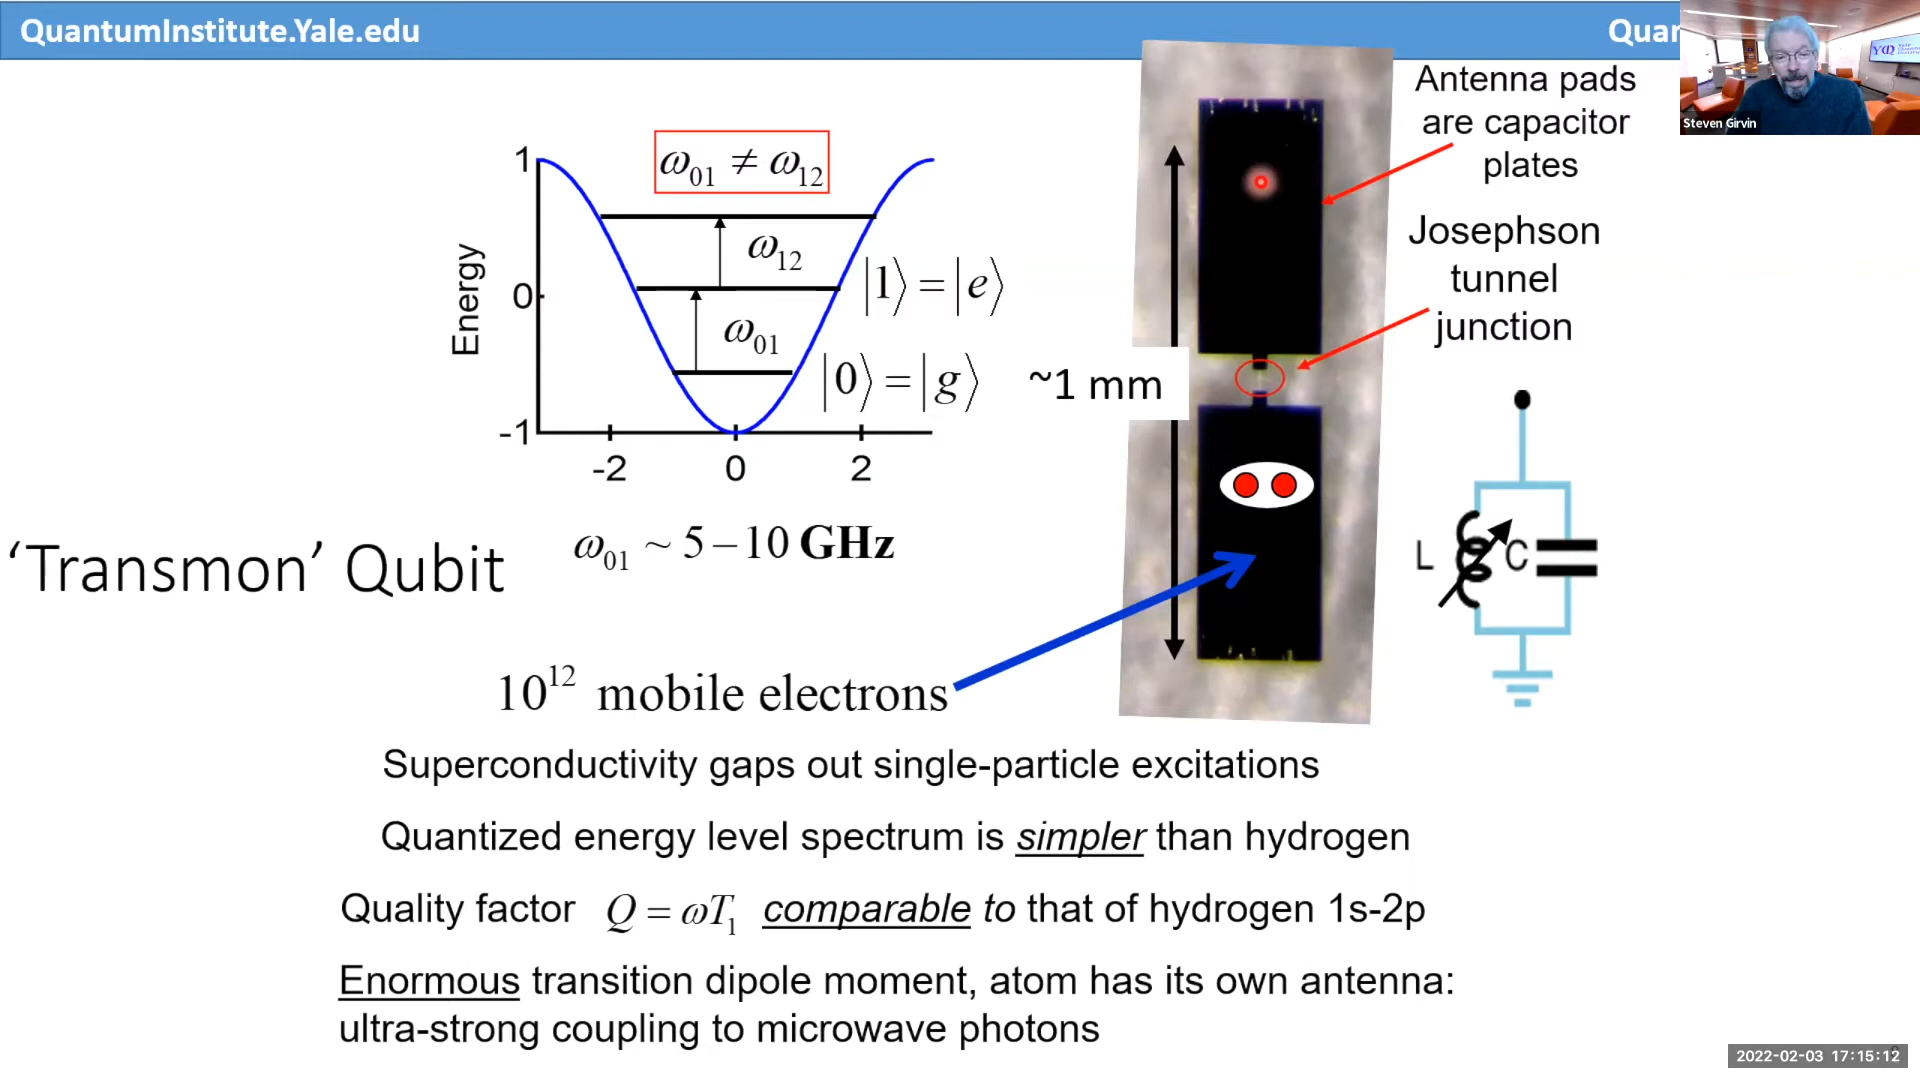 QuantumInstitute.Yale.edu
Quan
Steven Girvin
Antenna pads
are capacitor
plates
Josephson
tunnel
junction
1
0
-1
Energy
-2 0 2
ω01 ≠ ω12
ω12
ω01
|1⟩ = |e⟩
|0⟩ = |g⟩
~1 mm
L C
'Transmon' Qubit
ω01 ~ 5 – 10 GHz
10^12 mobile electrons
Superconductivity gaps out single-particle excitations
Quantized energy level spectrum is simpler than hydrogen
Quality factor Q = ωT1 comparable to that of hydrogen 1s-2p
Enormous transition dipole moment, atom has its own antenna:
ultra-strong coupling to microwave photons
2022-02-03 17:15:12